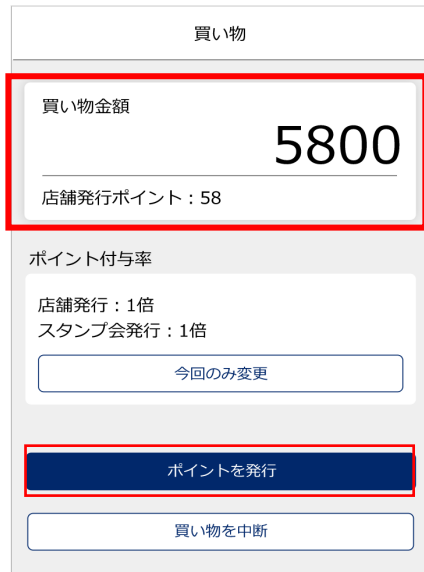 買い物
買い物金額
5800
店舗発行ポイント：58
ポイント付与率
店舗発行：1倍
スタンプ会発行：1倍
今回のみ変更
ポイントを発行
買い物を中断